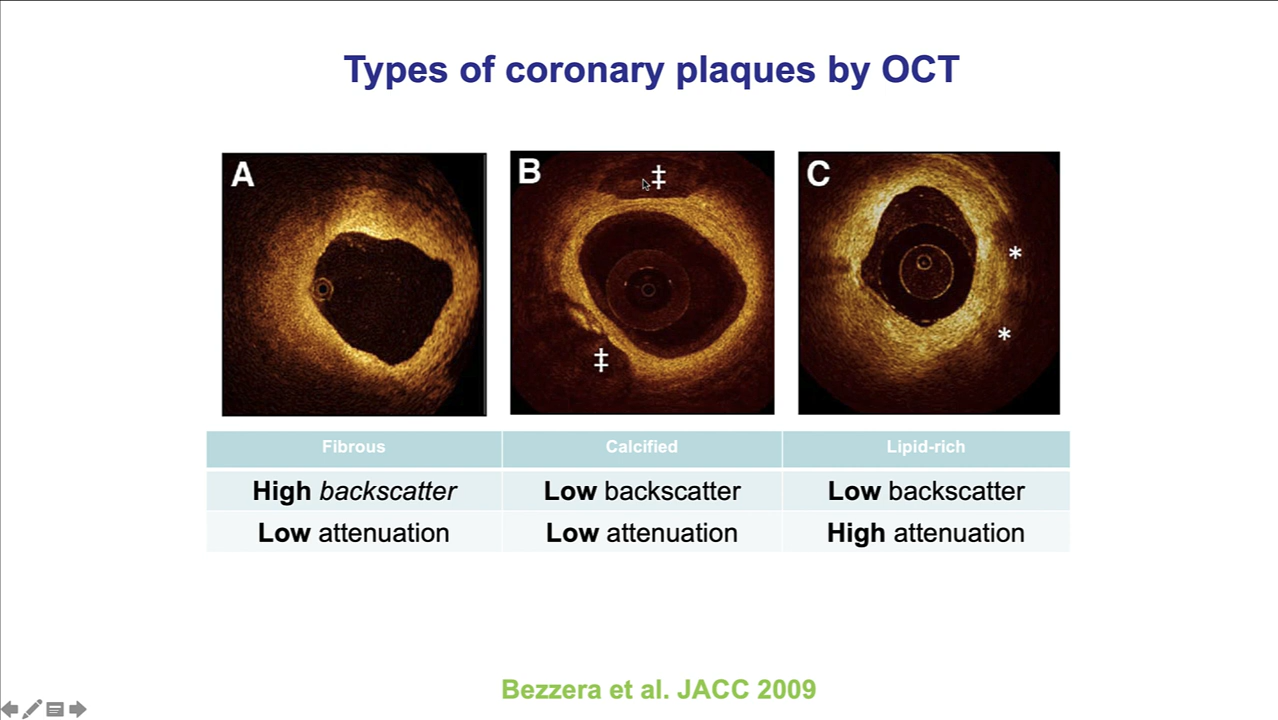 Types of coronary plaques by OCT
A
B
‡
‡
C
*
*
Fibrous Calcified Lipid-rich
High backscatter Low backscatter Low backscatter
Low attenuation Low attenuation High attenuation
Bezzera et al. JACC 2009